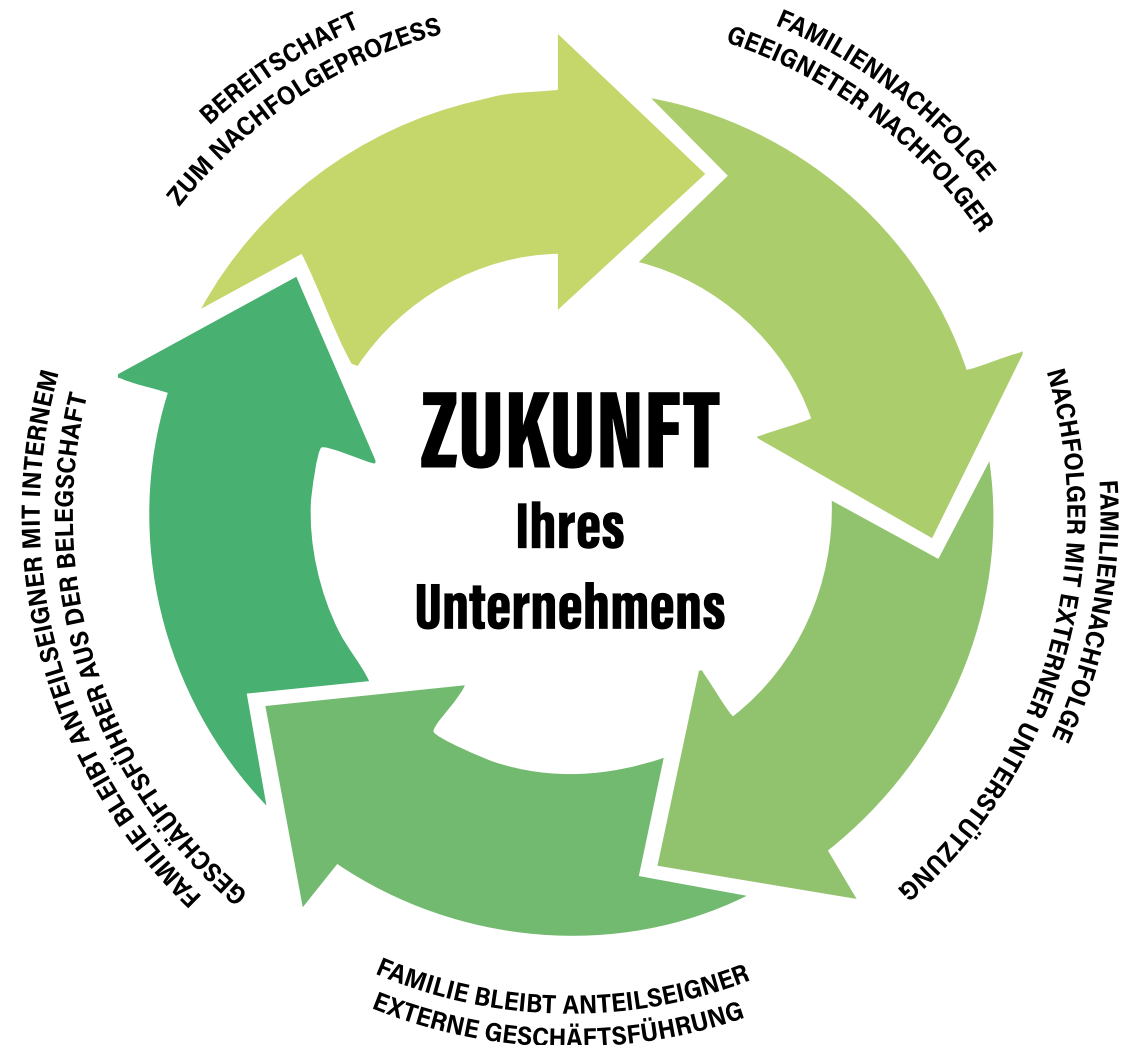 BEREITSCHAFT
ZUM NACHFOLGEPROZESS
FAMILIENNACHFOLGE
GEEIGNETER NACHFOLGER
FAMILIENNACHFOLGE
NACHFOLGER MIT EXTERNER UNTERSTÜTZUNG
FAMILIE BLEIBT ANTEILSEIGNER
EXTERNE GESCHÄFTSFÜHRUNG
FAMILIE BLEIBT ANTEILSEIGNER MIT INTERNEM
GESCHÄUFTSFÜHRER AUS DER BELEGSCHAFT
ZUKUNFT
Ihres
Unternehmens